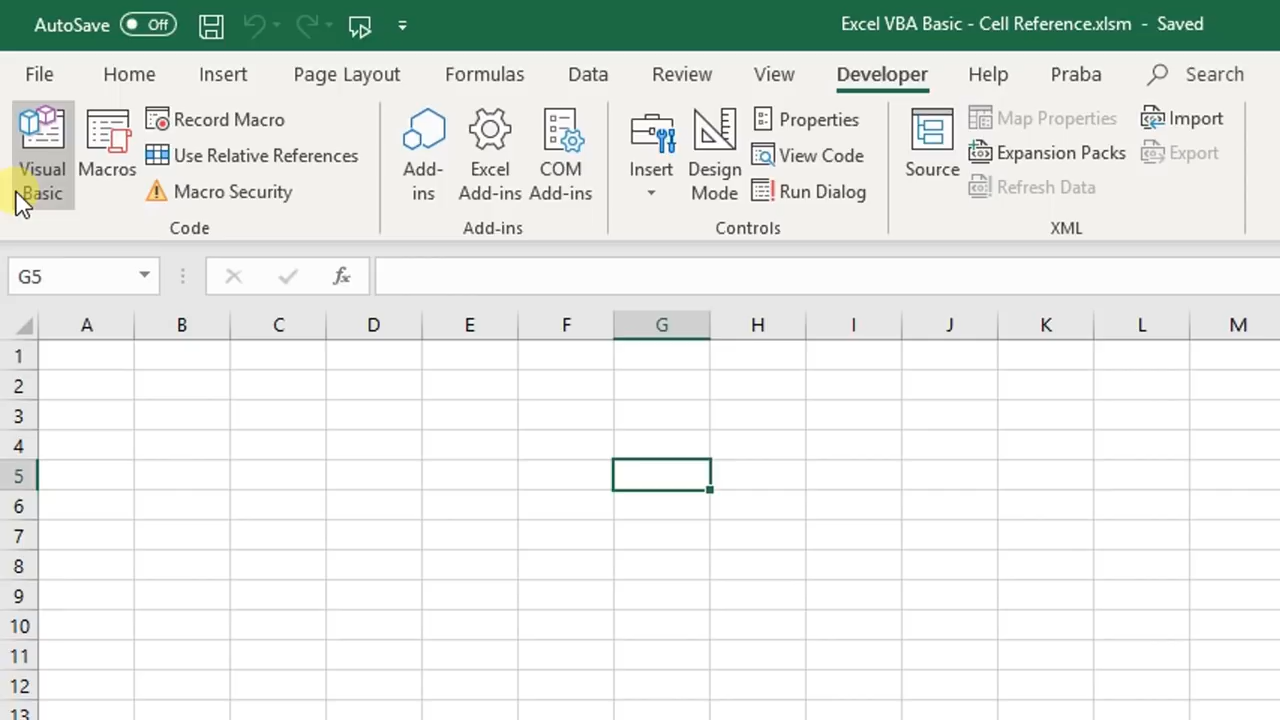 AutoSave Off
Excel VBA Basic - Cell Reference.xlsm - Saved
File Home Insert Page Layout Formulas Data Review View Developer Help Praba Search
Visual Basic
Macros
Record Macro
Use Relative References
Macro Security
Code
Add-ins
Excel Add-ins
COM Add-ins
Add-ins
Insert
Design Mode
Properties
View Code
Run Dialog
Controls
Source
Map Properties
Expansion Packs
Refresh Data
Import
Export
XML
G5
fx
A B C D E F G H I J K L M
1
2
3
4
5
6
7
8
9
10
11
12
13